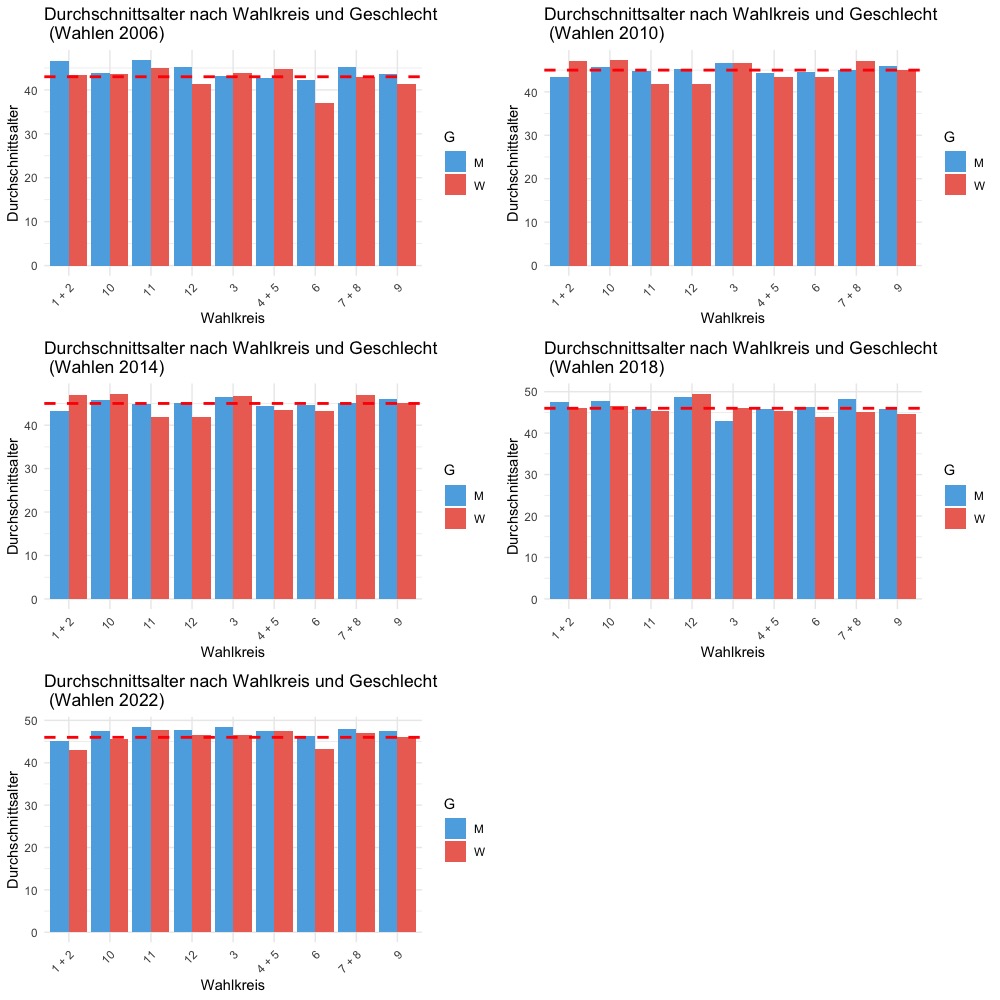 Durchschnittsalter nach Wahlkreis und Geschlecht
(Wahlen 2006)
Durchschnittsalter
40
30
20
10
0
1 + 2
10
11
12
3
4 + 5
6
7 + 8
9
Wahlkreis
G
M
W
Durchschnittsalter nach Wahlkreis und Geschlecht
(Wahlen 2010)
Durchschnittsalter
40
30
20
10
0
1 + 2
10
11
12
3
4 + 5
6
7 + 8
9
Wahlkreis
G
M
W
Durchschnittsalter nach Wahlkreis und Geschlecht
(Wahlen 2014)
Durchschnittsalter
40
30
20
10
0
1 + 2
10
11
12
3
4 + 5
6
7 + 8
9
Wahlkreis
G
M
W
Durchschnittsalter nach Wahlkreis und Geschlecht
(Wahlen 2018)
Durchschnittsalter
50
40
30
20
10
0
1 + 2
10
11
12
3
4 + 5
6
7 + 8
9
Wahlkreis
G
M
W
Durchschnittsalter nach Wahlkreis und Geschlecht
(Wahlen 2022)
Durchschnittsalter
50
40
30
20
10
0
1 + 2
10
11
12
3
4 + 5
6
7 + 8
9
Wahlkreis
G
M
W